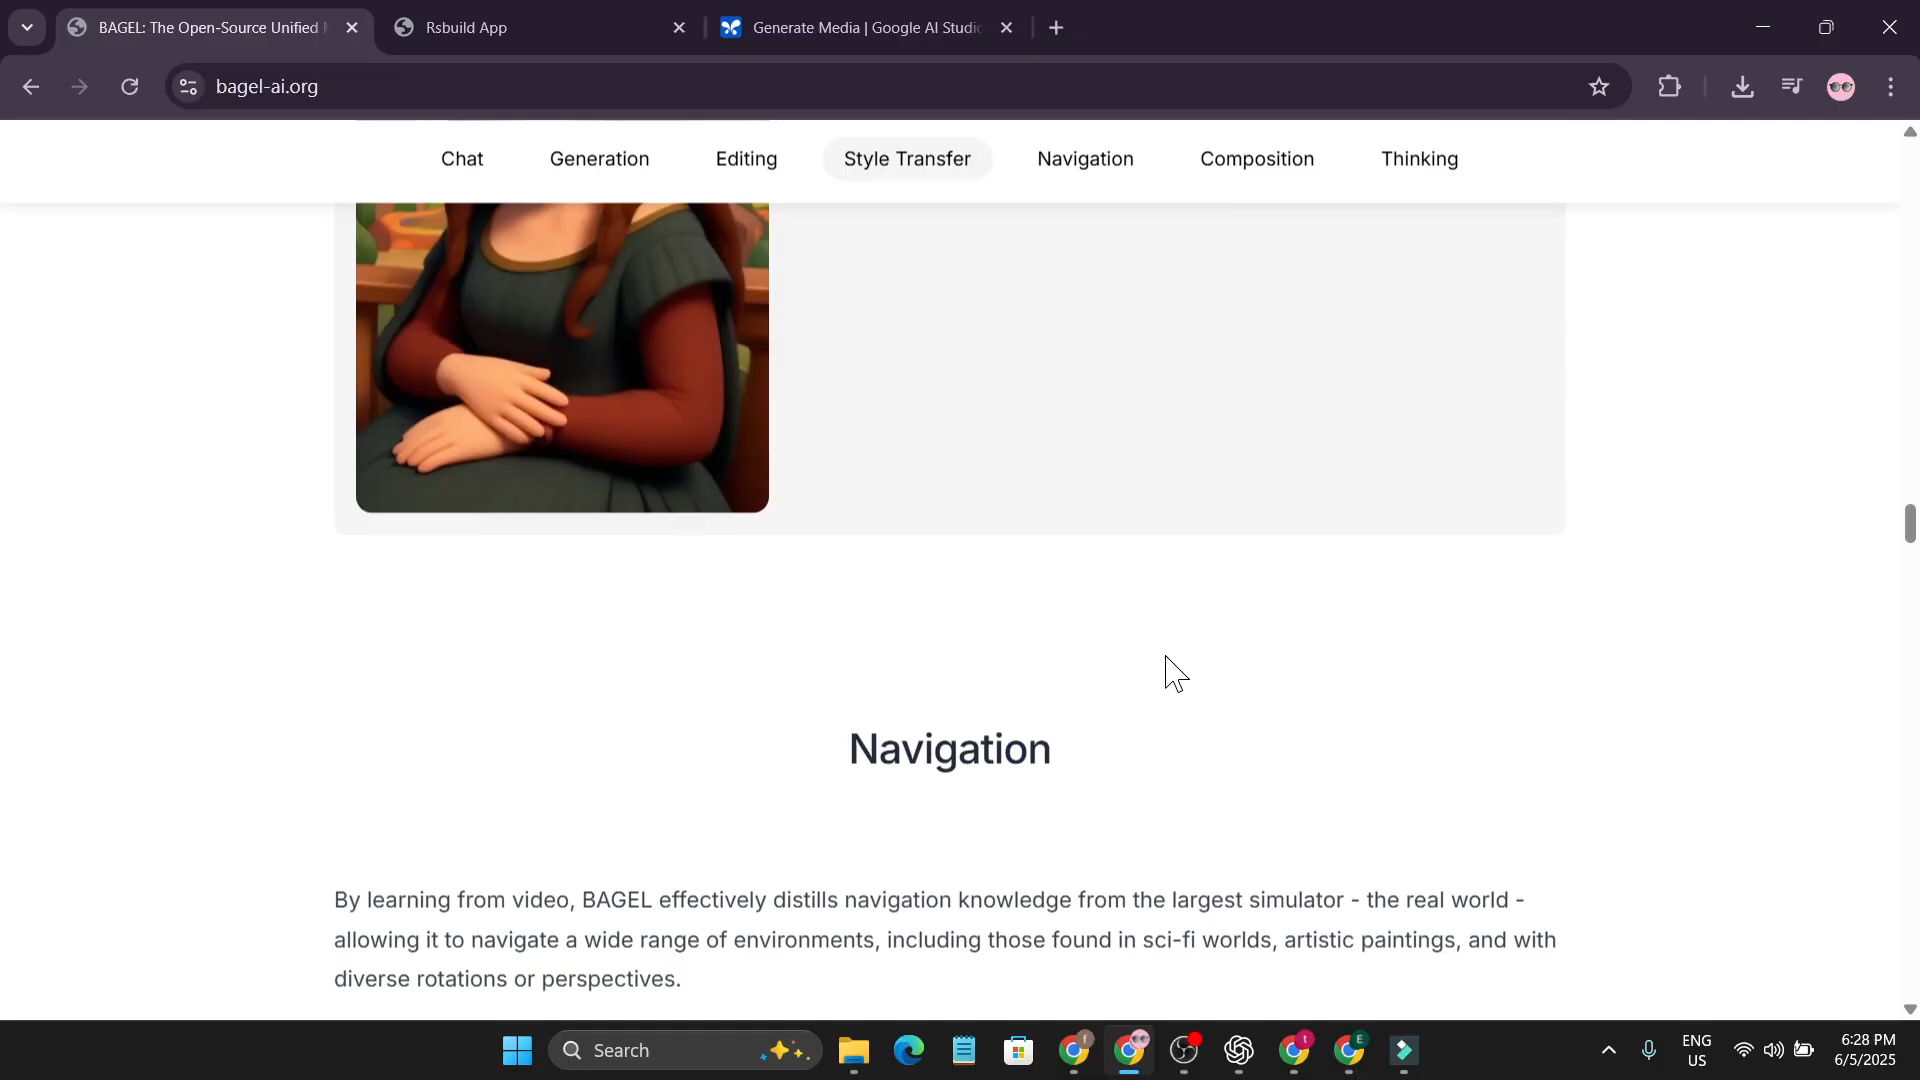 BAGEL: The Open-Source Unified
Rsbuild App
Generate Media | Google AI Studio
bagel-ai.org
Chat
Generation
Editing
Style Transfer
Navigation
Composition
Thinking
Navigation
By learning from video, BAGEL effectively distills navigation knowledge from the largest simulator - the real world -
allowing it to navigate a wide range of environments, including those found in sci-fi worlds, artistic paintings, and with
diverse rotations or perspectives.
Search
f
t
E
ENG
US
6:28 PM
6/5/2025